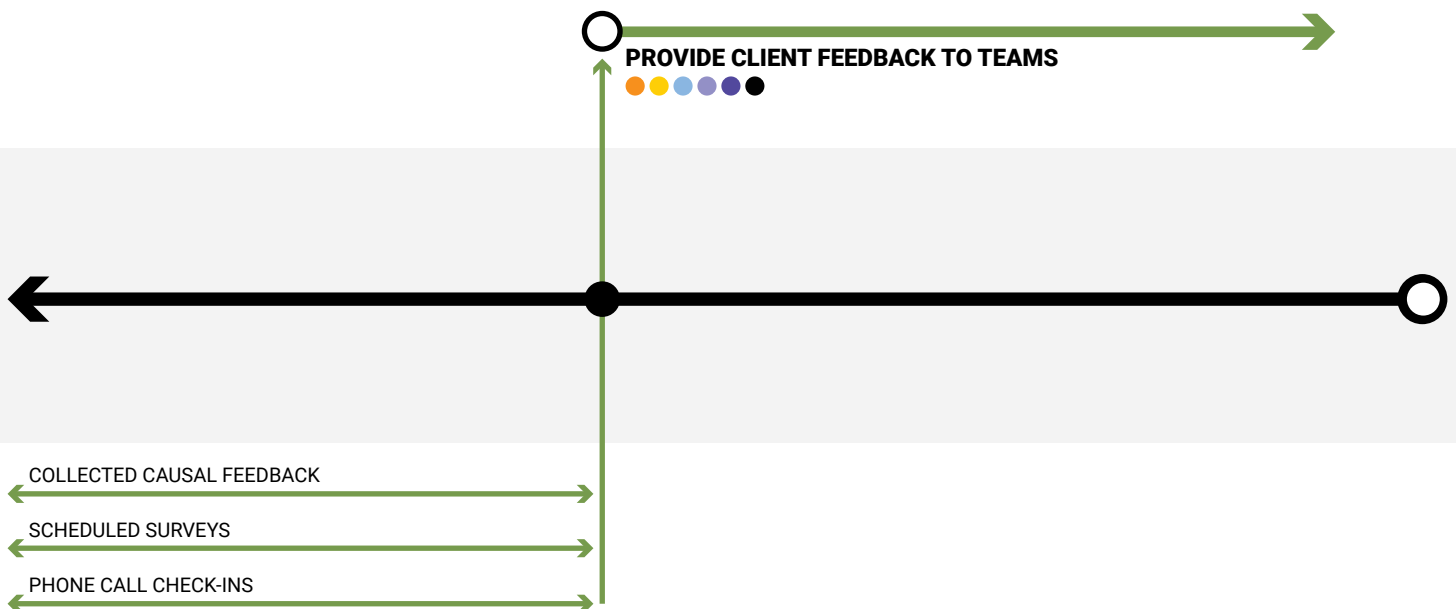 PROVIDE CLIENT FEEDBACK TO TEAMS
COLLECTED CAUSAL FEEDBACK
SCHEDULED SURVEYS
PHONE CALL CHECK-INS